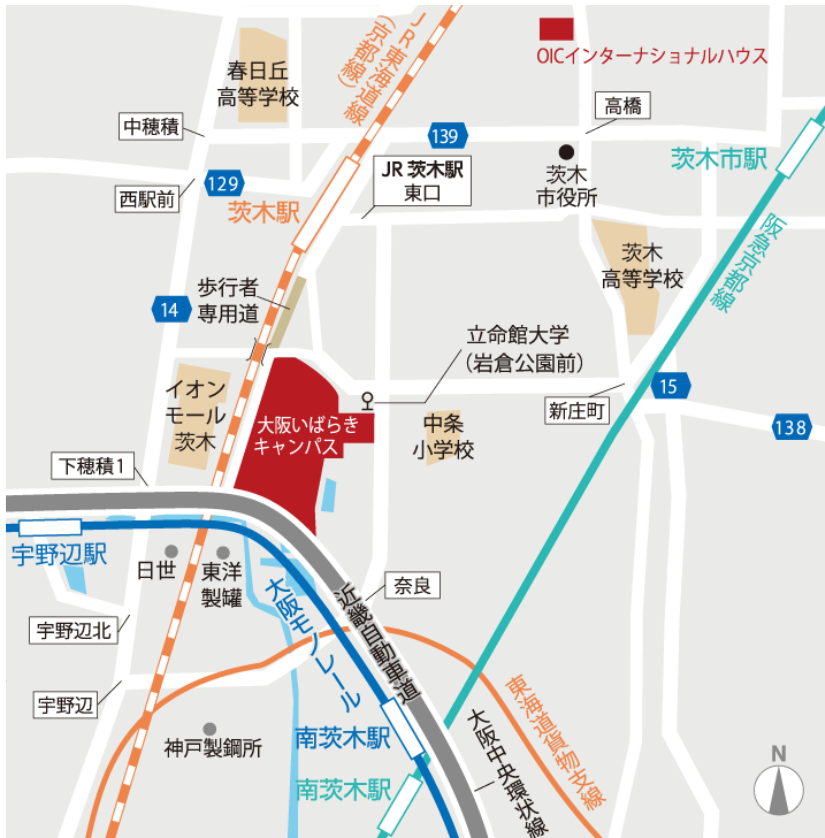 OICインターナショナルハウス
JR東海道線
(京都線)
春日丘
高等学校
高橋
中穂積
139
茨木市駅
JR 茨木駅
東口
茨木
市役所
129
西駅前
茨木駅
茨木
高等学校
阪急京都線
歩行者
専用道
14
立命館大学
(岩倉公園前)
イオン
モール
茨木
15
新庄町
大阪いばらき
キャンパス
中条
小学校
138
下穂積1
宇野辺駅
日世
東洋
製罐
大阪モノレール
近畿自動車道
奈良
宇野辺北
宇野辺
東海道貨物支線
神戸製鋼所
南茨木駅
大阪中央環状線
南茨木駅
N